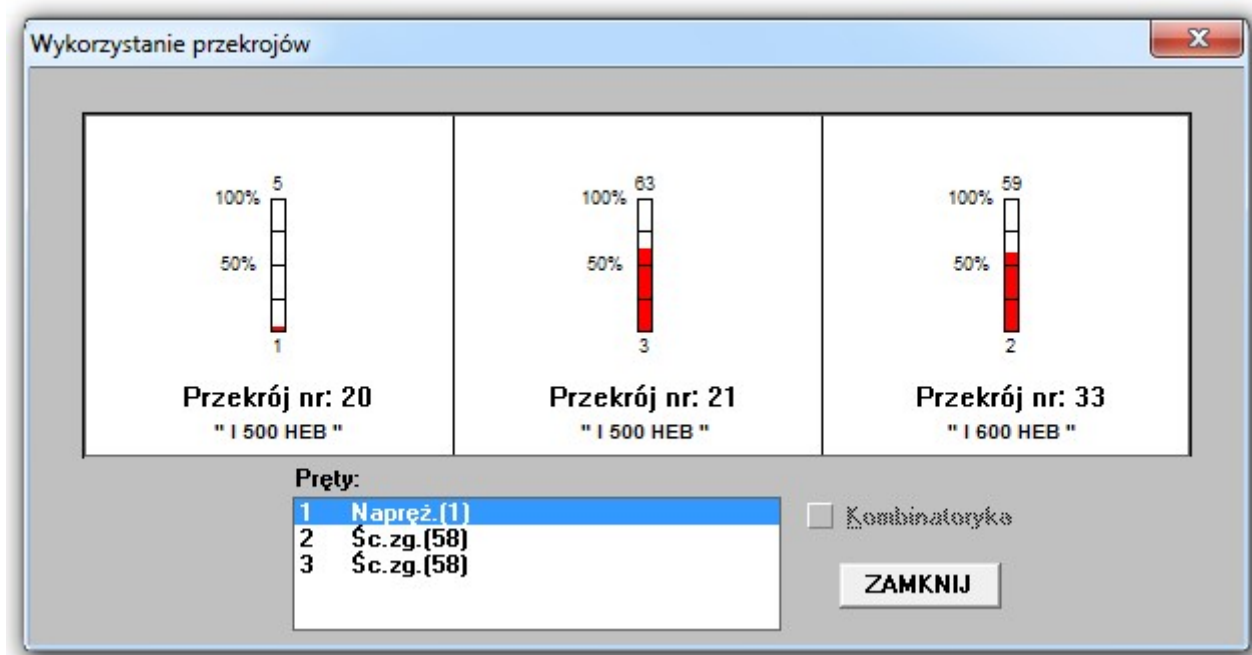 Wykorzystanie przekrojów
5
100%
50%
1
Przekrój nr: 20
" I 500 HEB "
63
100%
50%
3
Przekrój nr: 21
" I 500 HEB "
59
100%
50%
2
Przekrój nr: 33
" I 600 HEB "
Pręty:
1 Napręż.(1)
2 Śc.zg.(58)
3 Śc.zg.(58)
Kombinatoryka
ZAMKNIJ